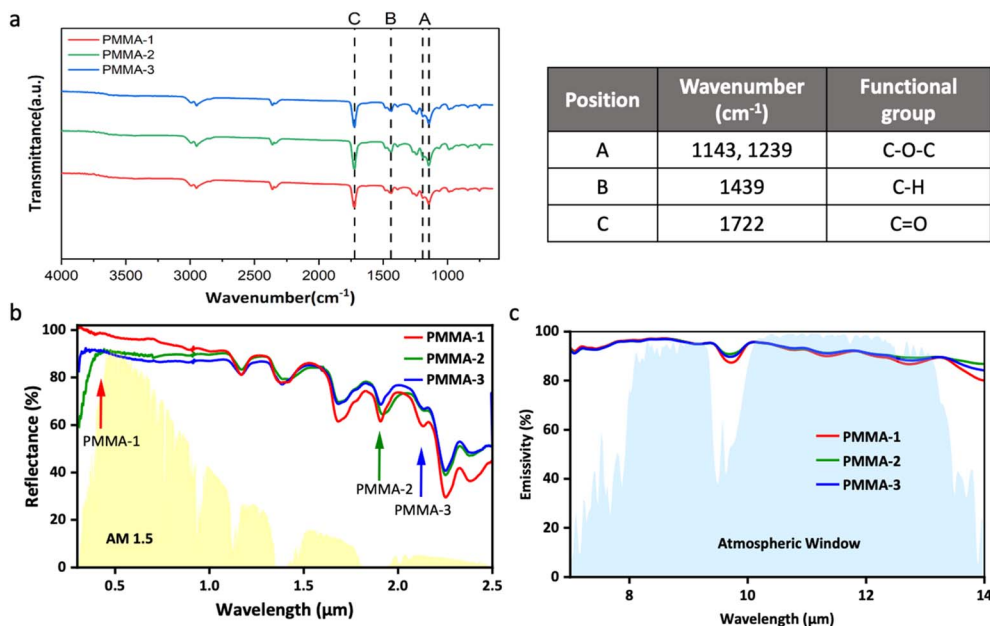 a
C B A
PMMA-1
PMMA-2
PMMA-3
Transmittance(a.u.)
4000 3500 3000 2500 2000 1500 1000
Wavenumber(cm⁻¹)
Position Wavenumber (cm⁻¹) Functional group
A 1143, 1239 C-O-C
B 1439 C-H
C 1722 C=O
b
100
80
60
40
20
0
Reflectance (%)
PMMA-1
PMMA-2
PMMA-3
PMMA-1
PMMA-2
PMMA-3
AM 1.5
0.5 1.0 1.5 2.0 2.5
Wavelength (μm)
c
100
80
60
40
20
0
Emissivity (%)
PMMA-1
PMMA-2
PMMA-3
Atmospheric Window
8 10 12 14
Wavelength (μm)